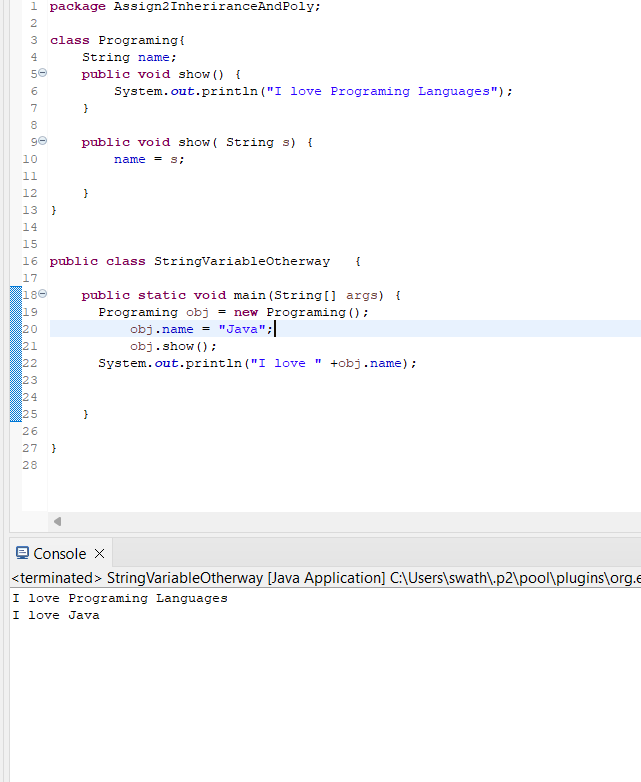 1 package Assign2InheriranceAndPoly;
2
3 class Programing{
4 String name;
5 public void show() {
6 System.out.println("I love Programing Languages");
7 }
8
9 public void show( String s) {
10 name = s;
11
12 }
13 }
14
15
16 public class StringVariableOtherway {
17
18 public static void main(String[] args) {
19 Programing obj = new Programing();
20 obj.name = "Java";
21 obj.show();
22 System.out.println("I love " +obj.name);
23
24
25 }
26
27 }
28
Console
<terminated> StringVariableOtherway [Java Application] C:\Users\swath\.p2\pool\plugins\org.e
I love Programing Languages
I love Java